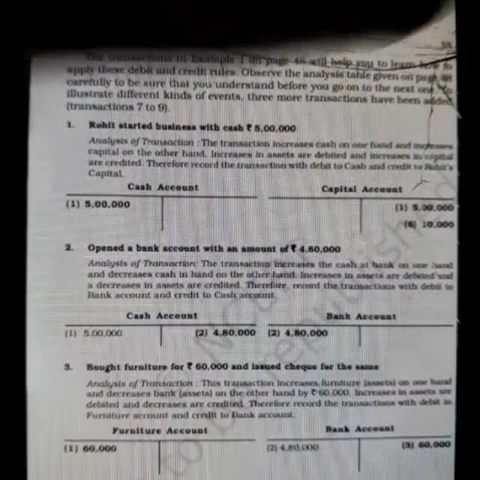 The transactions in Example 1 on page 48 will help you to learn how to
apply these debit and credit rules. Observe the analysis table given on page 48
carefully to be sure that you understand before you go on to the next one. To
illustrate different kinds of events, three more transactions have been added
(transactions 7 to 9).
1. Rohit started business with cash ₹ 5,00,000
Analysis of Transaction : The transaction increases cash on one hand and increases
capital on the other hand. Increases in assets are debited and increases in capital
are credited. Therefore record the transaction with debit to Cash and credit to Rohit's
Capital.
Cash Account Capital Account
(1) 5,00,000 (1) 5,00,000
(6) 10,000
2. Opened a bank account with an amount of ₹ 4,80,000
Analysis of Transaction: The transaction increases the cash at bank on one hand
and decreases cash in hand on the other hand. Increases in assets are debited and
a decreases in assets are credited. Therefore, record the transactions with debit to
Bank account and credit to Cash account.
Cash Account Bank Account
(1) 5,00,000 (2) 4,80,000 (2) 4,80,000
3. Bought furniture for ₹ 60,000 and issued cheque for the same
Analysis of Transaction : This transaction increases furniture (assets) on one hand
and decreases bank (assets) on the other hand by ₹ 60,000. Increases in assets are
debited and decreases are credited. Therefore record the transactions with debit to
Furniture account and credit to Bank account.
Furniture Account Bank Account
(1) 60,000 (2) 4,80,000 (3) 60,000